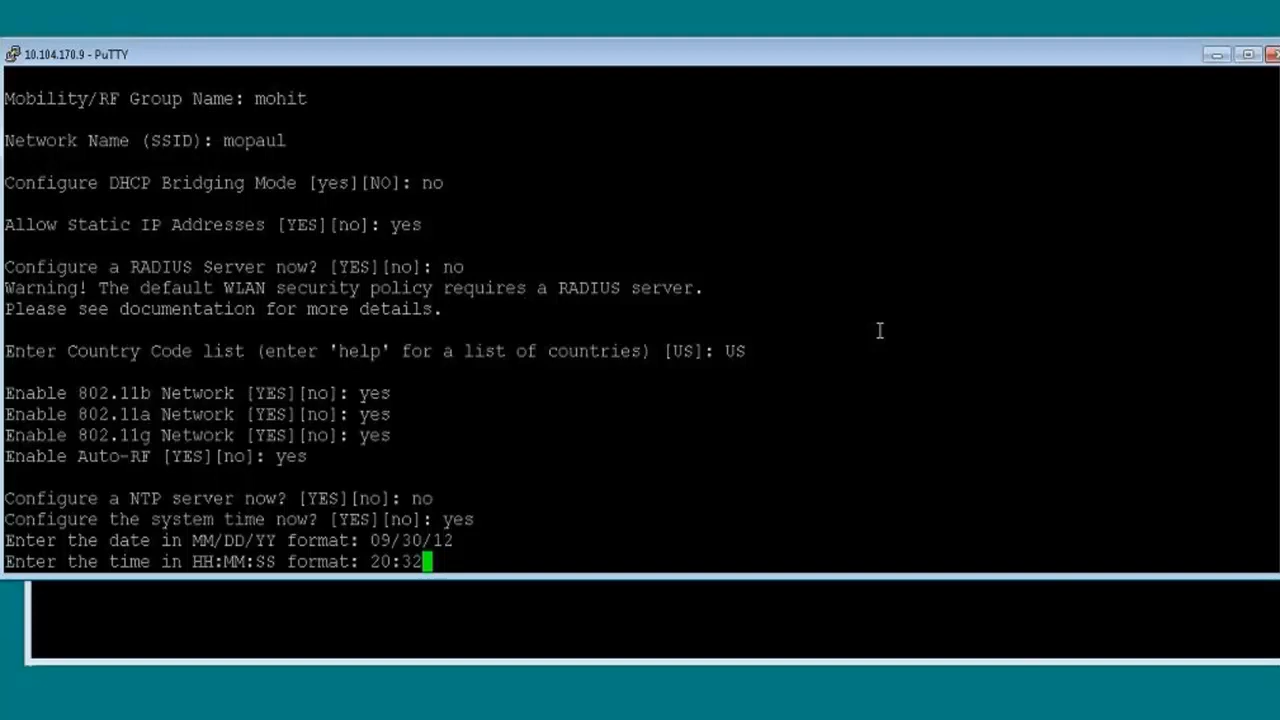 10.104.170.9 - PuTTY
Mobility/RF Group Name: mohit
Network Name (SSID): mopaul
Configure DHCP Bridging Mode [yes][NO]: no
Allow Static IP Addresses [YES][no]: yes
Configure a RADIUS Server now? [YES][no]: no
Warning! The default WLAN security policy requires a RADIUS server.
Please see documentation for more details.
Enter Country Code list (enter 'help' for a list of countries) [US]: US
Enable 802.11b Network [YES][no]: yes
Enable 802.11a Network [YES][no]: yes
Enable 802.11g Network [YES][no]: yes
Enable Auto-RF [YES][no]: yes
Configure a NTP server now? [YES][no]: no
Configure the system time now? [YES][no]: yes
Enter the date in MM/DD/YY format: 09/30/12
Enter the time in HH:MM:SS format: 20:32